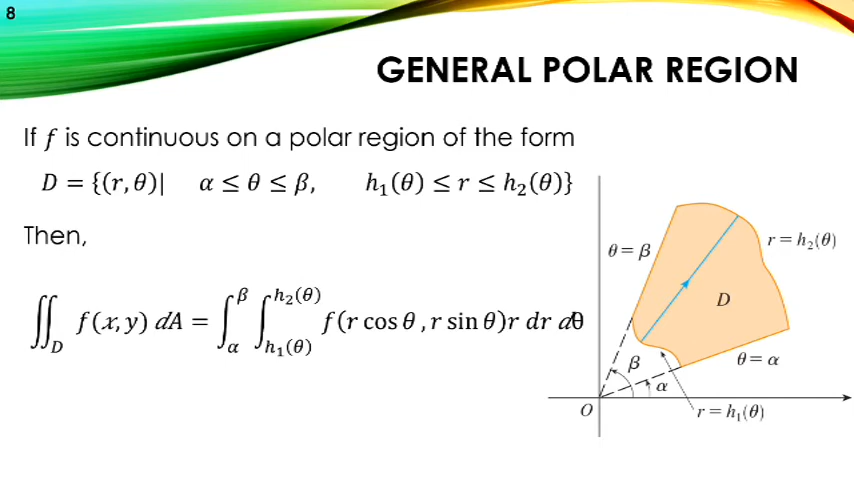 8
GENERAL POLAR REGION
If f is continuous on a polar region of the form
D = {(r, θ)| α ≤ θ ≤ β, h₁(θ) ≤ r ≤ h₂(θ)}
Then,
∬_D f(x, y) dA = ∫_α^β ∫_{h₁(θ)}^{h₂(θ)} f(r cos θ , r sin θ)r dr dθ
r = h₂(θ)
θ = β
D
θ = α
β
α
O
r = h₁(θ)